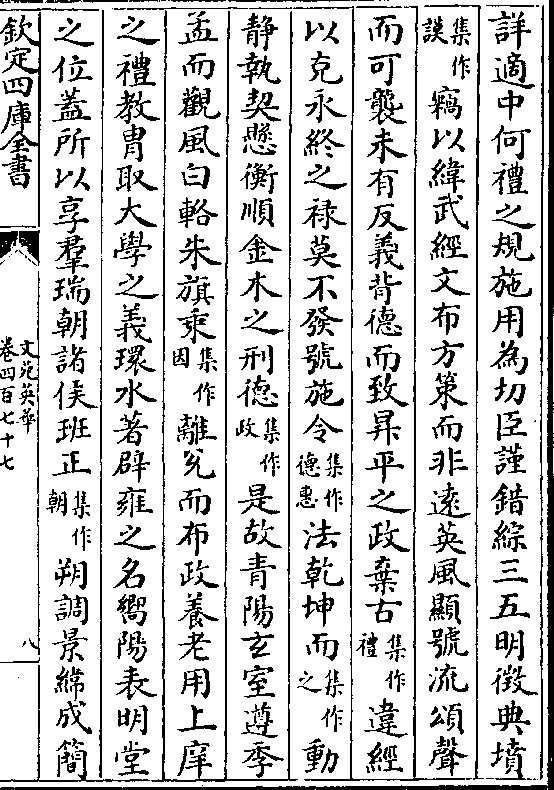 詳適中何禮之規施用為切臣謹錯綜三五明徵典墳
集作談竊以緯武經文布方策而非遠英風顯號流頌聲
而可襲未有反義背德而致昇平之政棄古集作禮違經
以克永終之祿莫不發號施令集作德惠法乾坤而集作之動
静執契懸衡順金木之刑德集作政是故青陽玄室遵季
孟而觀風白輅朱旗乘集作因離兊而布政養老用上庠
之禮教胄取大學之義環水著辟雍之名嚮陽表明堂
之位蓋所以享羣瑞朝諸侯班正集作朝朔調景緯成簡
欽定四庫全書
文苑英華
卷四百七十七
八